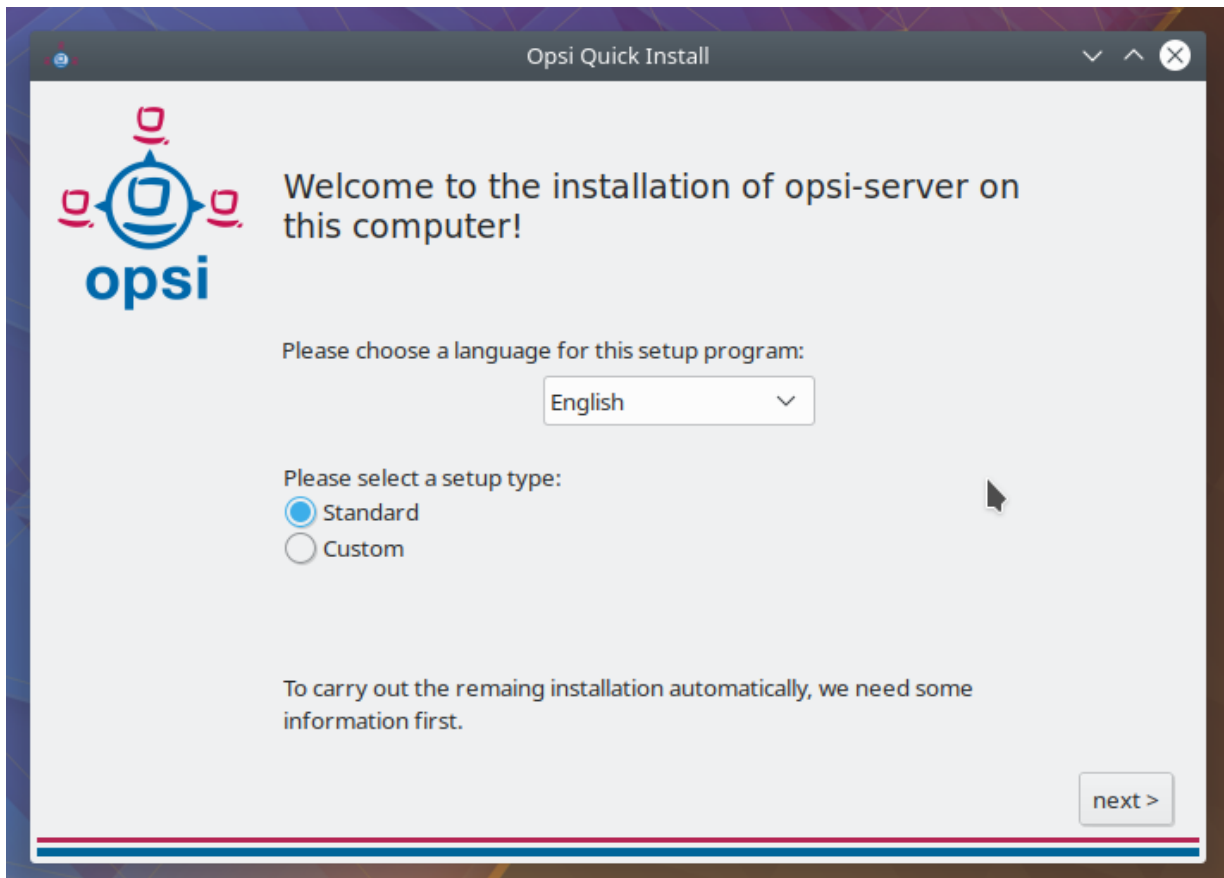 Opsi Quick Install
opsi
Welcome to the installation of opsi-server on
this computer!
Please choose a language for this setup program:
English
Please select a setup type:
Standard
Custom
To carry out the remaing installation automatically, we need some
information first.
next >